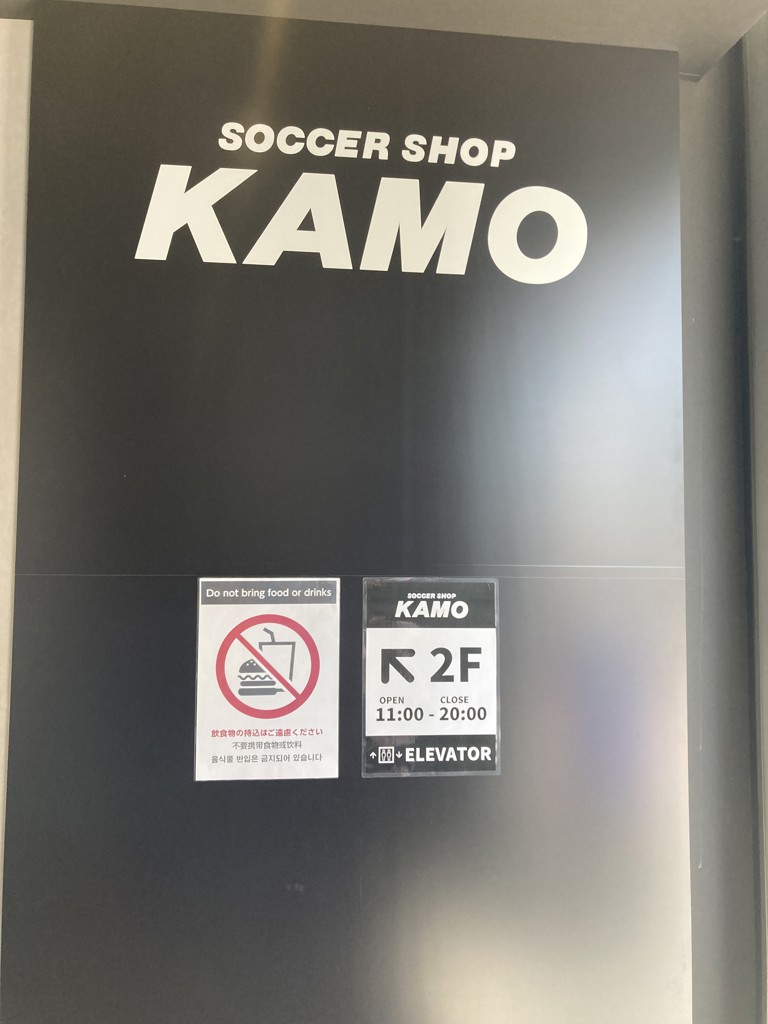 SOCCER SHOP
KAMO
Do not bring food or drinks
飲食物の持込はご遠慮ください
不要携带食物或饮料
음식물 반입은 금지되어 있습니다
SOCCER SHOP
KAMO
2F
OPEN CLOSE
11:00 - 20:00
ELEVATOR